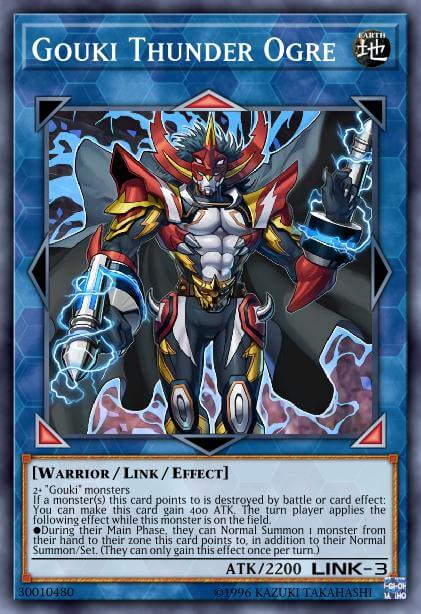 GOUKI THUNDER OGRE
EARTH
地
[WARRIOR / LINK / EFFECT]
2+ "Gouki" monsters
If a monster(s) this card points to is destroyed by battle or card effect:
You can make this card gain 400 ATK. The turn player applies the
following effect while this monster is on the field.
●During their Main Phase, they can Normal Summon 1 monster from
their hand to their zone this card points to, in addition to their Normal
Summon/Set. (They can only gain this effect once per turn.)
ATK/2200 LINK-3
30010480 ©1996 KAZUKI TAKAHASHI